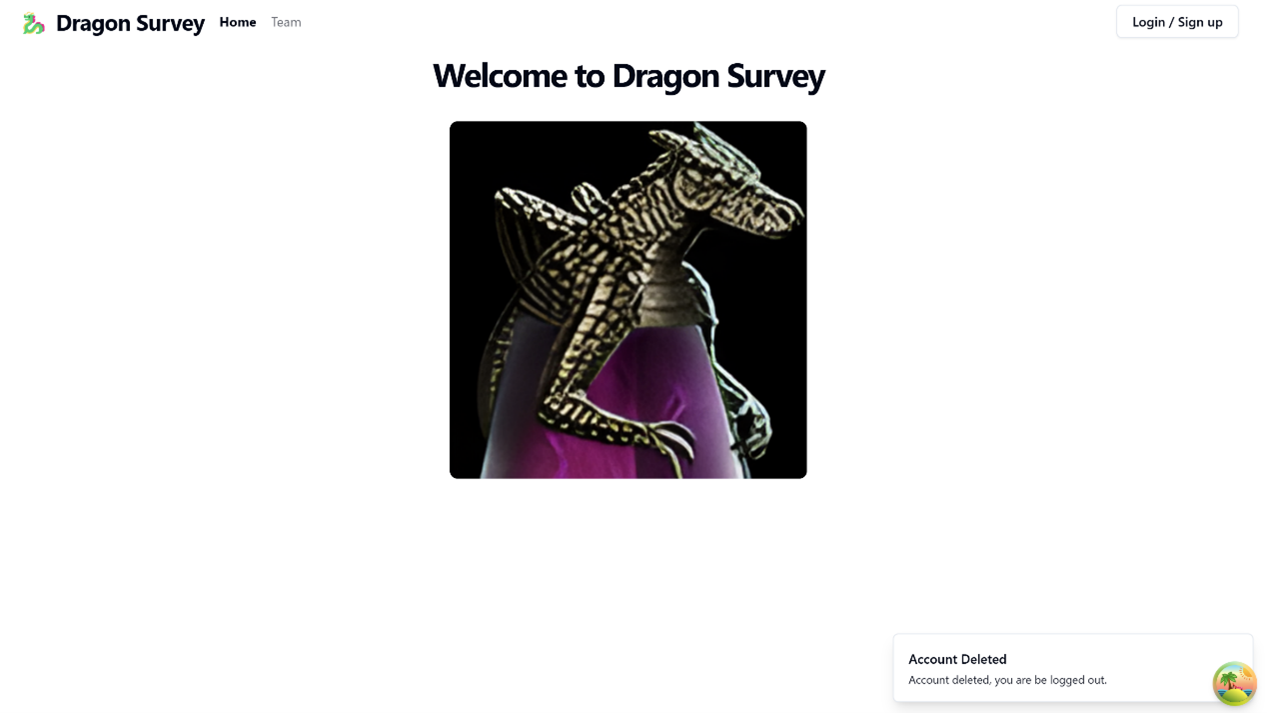 Dragon Survey Home Team Login / Sign up
Welcome to Dragon Survey
Account Deleted
Account deleted, you are be logged out.